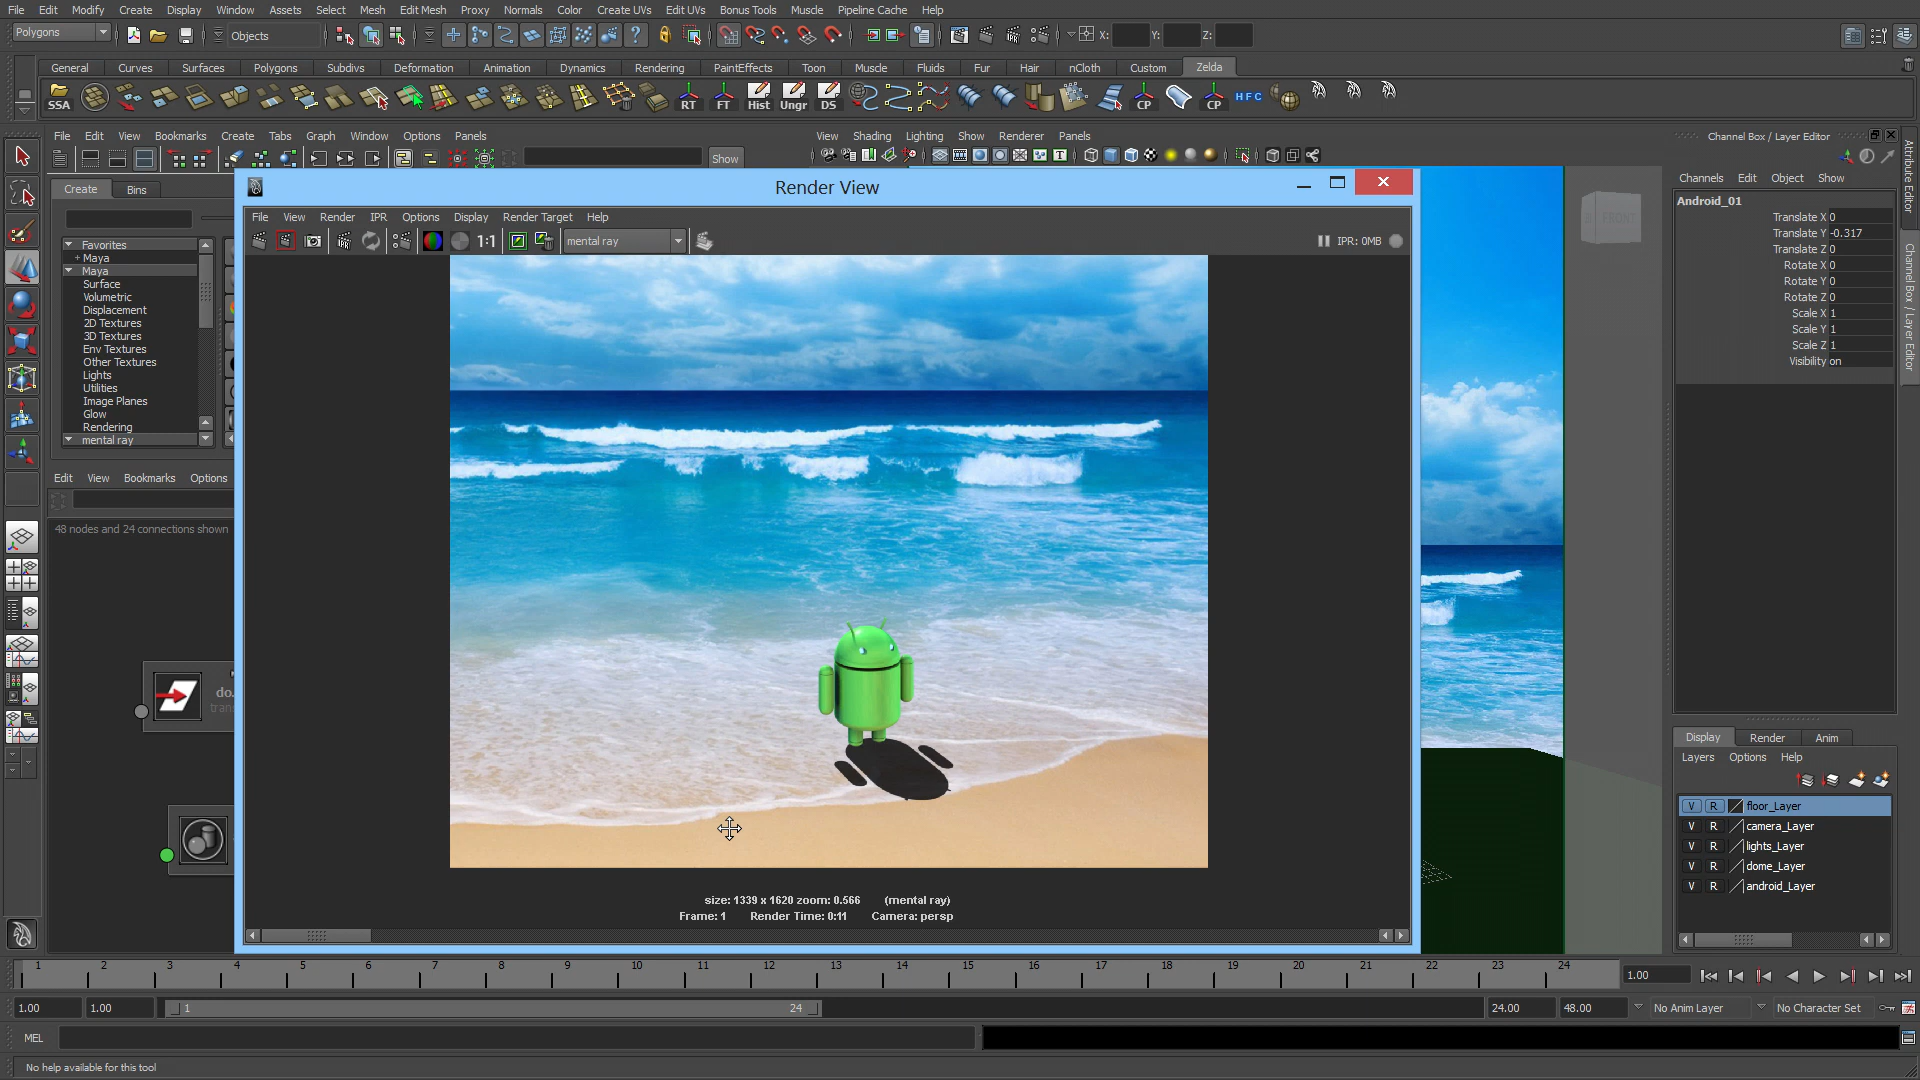 File Edit Modify Create Display Window Assets Select Mesh Edit Mesh Proxy Normals Color Create UVs Edit UVs Bonus Tools Muscle Pipeline Cache Help
Polygons Objects X: Y: Z:
General Curves Surfaces Polygons Subdivs Deformation Animation Dynamics Rendering PaintEffects Toon Muscle Fluids Fur Hair nCloth Custom Zelda
SSA RT FT Hist Ungr DS CP CP HFC
File Edit View Bookmarks Create Tabs Graph Window Options Panels
View Shading Lighting Show Renderer Panels
Channel Box / Layer Editor
Show
Create Bins
Render View
Channels Edit Object Show
File View Render IPR Options Display Render Target Help
1:1 mental ray IPR: 0MB
Favorites
+ Maya
Maya
Surface
Volumetric
Displacement
2D Textures
3D Textures
Env Textures
Other Textures
Lights
Utilities
Image Planes
Glow
Rendering
mental ray
Edit View Bookmarks Options
48 nodes and 24 connections shown
do.
trans
size: 1339 x 1620 zoom: 0.566 (mental ray)
Frame: 1 Render Time: 0:11 Camera: persp
FRONT
Android_01
Translate X 0
Translate Y -0.317
Translate Z 0
Rotate X 0
Rotate Y 0
Rotate Z 0
Scale X 1
Scale Y 1
Scale Z 1
Visibility on
Attribute Editor
Channel Box / Layer Editor
Display Render Anim
Layers Options Help
V R floor_Layer
V R camera_Layer
V R lights_Layer
V R dome_Layer
V R android_Layer
1 2 3 4 5 6 7 8 9 10 11 12 13 14 15 16 17 18 19 20 21 22 23 24 1.00
1.00 1.00 1 24 24.00 48.00 No Anim Layer No Character Set
MEL
No help available for this tool